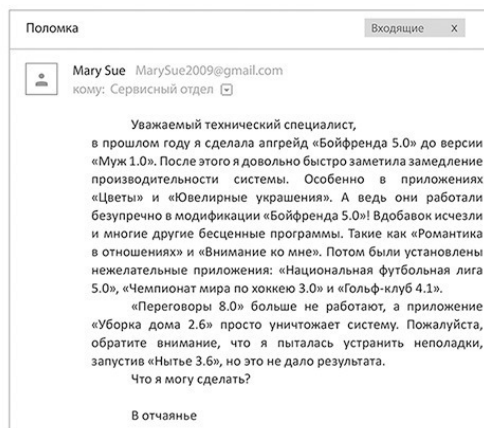 Поломка
Входящие x
Mary Sue MarySue2009@gmail.com
кому: Сервисный отдел
Уважаемый технический специалист,
в прошлом году я сделала апгрейд «Бойфренда 5.0» до версии
«Муж 1.0». После этого я довольно быстро заметила замедление
производительности системы. Особенно в приложениях
«Цветы» и «Ювелирные украшения». А ведь они работали
безупречно в модификации «Бойфренда 5.0»! Вдобавок исчезли
и многие другие бесценные программы. Такие как «Романтика
в отношениях» и «Внимание ко мне». Потом были установлены
нежелательные приложения: «Национальная футбольная лига
5.0», «Чемпионат мира по хоккею 3.0» и «Гольф-клуб 4.1».
«Переговоры 8.0» больше не работают, а приложение
«Уборка дома 2.6» просто уничтожает систему. Пожалуйста,
обратите внимание, что я пыталась устранить неполадки,
запустив «Нытье 3.6», но это не дало результата.
Что я могу сделать?
В отчаянье